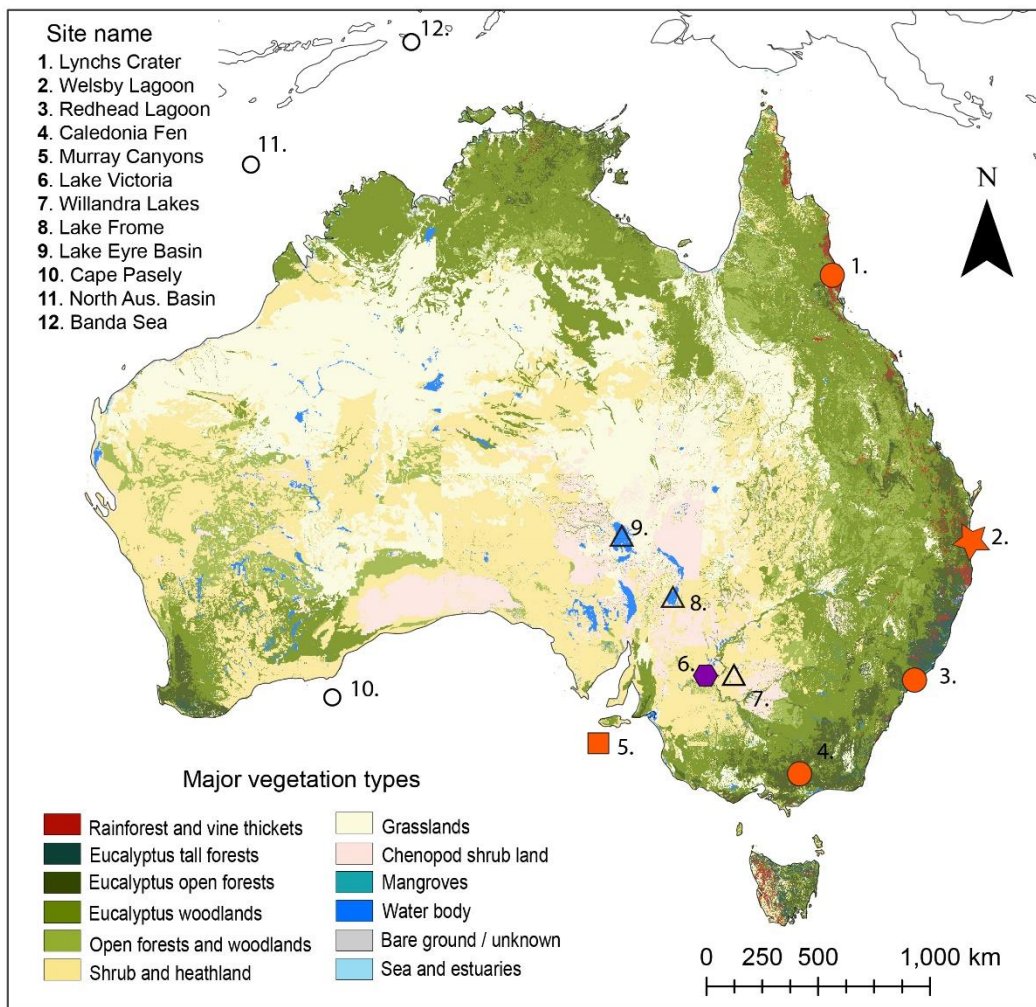 Site name
1. Lynchs Crater
2. Welsby Lagoon
3. Redhead Lagoon
4. Caledonia Fen
5. Murray Canyons
6. Lake Victoria
7. Willandra Lakes
8. Lake Frome
9. Lake Eyre Basin
10. Cape Pasely
11. North Aus. Basin
12. Banda Sea
12.
11.
N
1.
9.
2.
8.
6.
7.
10.
3.
5.
4.
Major vegetation types
Rainforest and vine thickets
Eucalyptus tall forests
Eucalyptus open forests
Eucalyptus woodlands
Open forests and woodlands
Shrub and heathland
Grasslands
Chenopod shrub land
Mangroves
Water body
Bare ground / unknown
Sea and estuaries
0 250 500 1,000 km